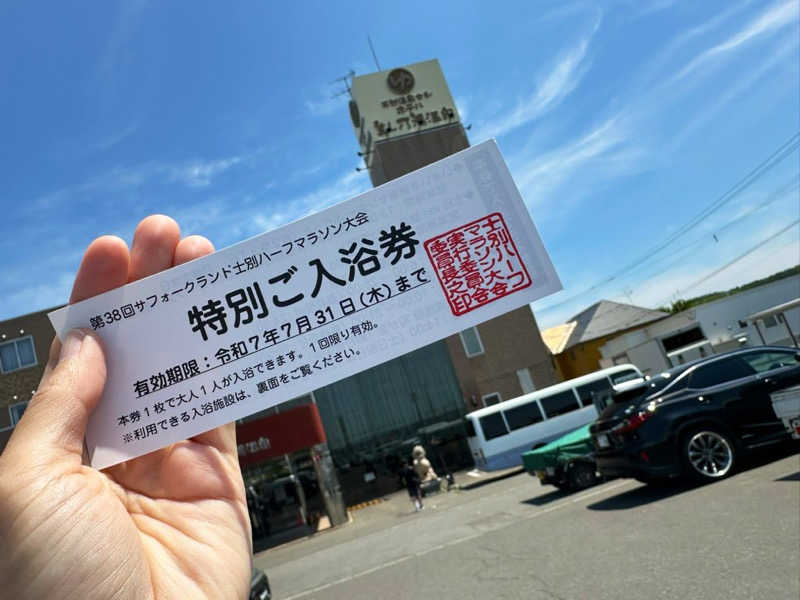 第38回サフォークランド士別ハーフマラソン大会
特別ご入浴券
有効期限：令和7年7月31日(木)まで
本券1枚で大人1人が入浴できます。1回限り有効。
※利用できる入浴施設は、裏面をご覧ください。
士別ハーフ
マラソン大会
実行委員会
委員長之印
ゆ
ホテル